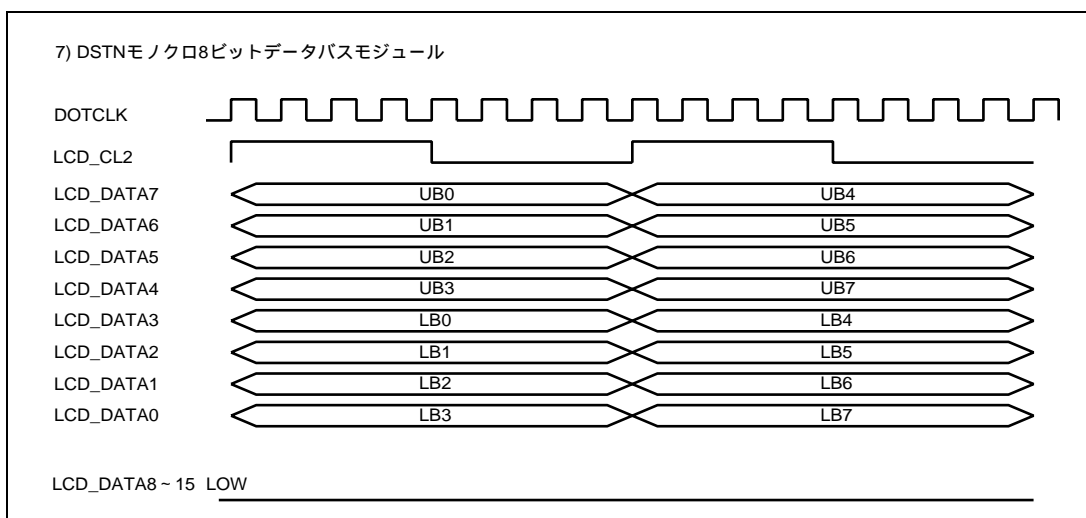 7) DSTNモノクロ8ビットデータバスモジュール
DOTCLK
LCD_CL2
LCD_DATA7 UB0 UB4
LCD_DATA6 UB1 UB5
LCD_DATA5 UB2 UB6
LCD_DATA4 UB3 UB7
LCD_DATA3 LB0 LB4
LCD_DATA2 LB1 LB5
LCD_DATA1 LB2 LB6
LCD_DATA0 LB3 LB7
LCD_DATA8~15 LOW